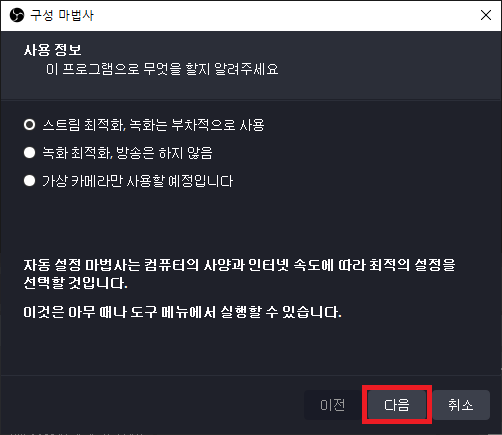 구성 마법사
사용 정보
이 프로그램으로 무엇을 할지 알려주세요
스트림 최적화, 녹화는 부차적으로 사용
녹화 최적화, 방송은 하지 않음
가상 카메라만 사용할 예정입니다
자동 설정 마법사는 컴퓨터의 사양과 인터넷 속도에 따라 최적의 설정을
선택할 것입니다.
이것은 아무 때나 도구 메뉴에서 실행할 수 있습니다.
이전 다음 취소